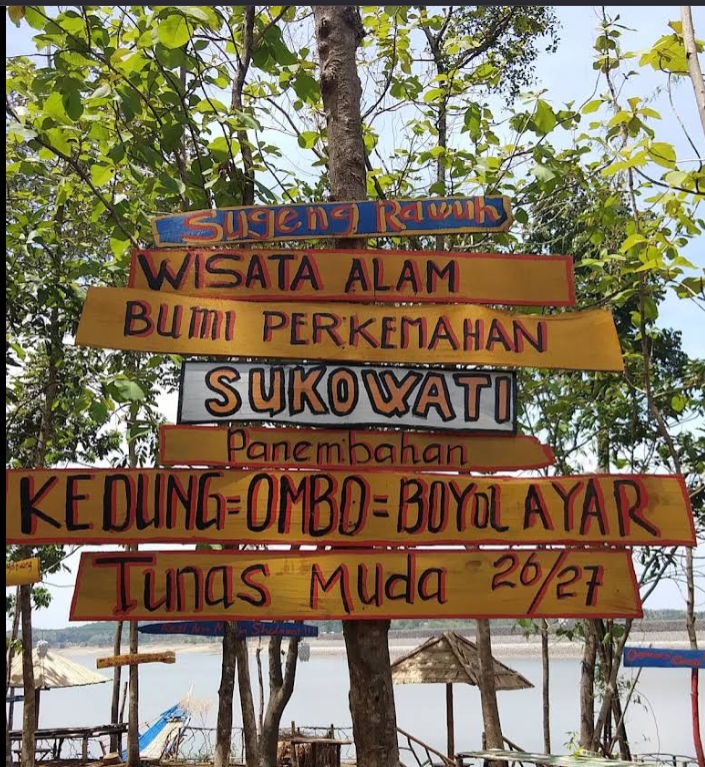 Sugeng Rawuh
WISATA ALAM
BUMI PERKEMAHAN
SUKOWATI
Panembahan
KEDUNG=OMBO=BOYOLAYAR
Tunas Muda 26/27